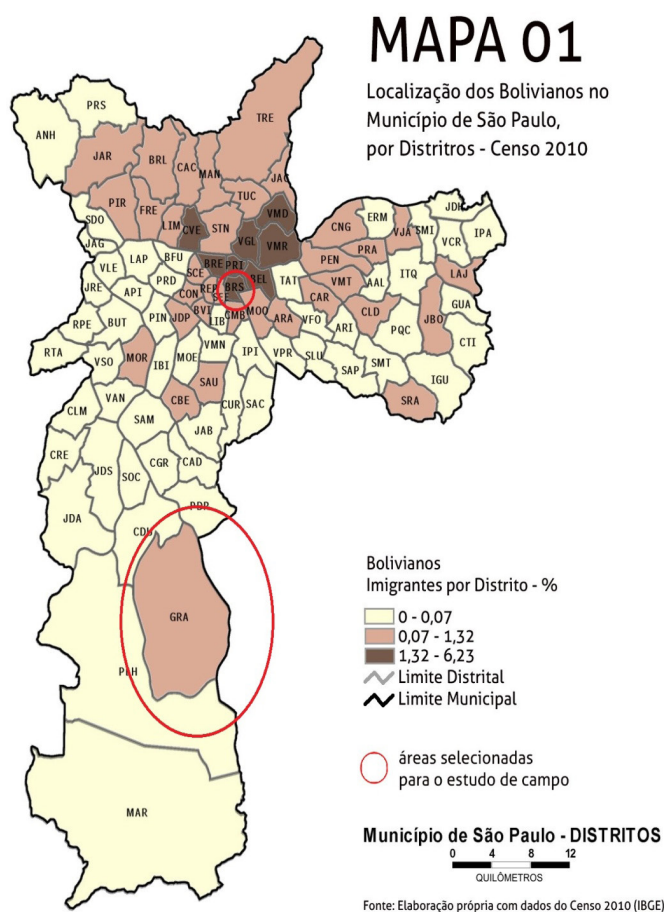 MAPA 01
Localização dos Bolivianos no
Município de São Paulo,
por Distritros - Censo 2010
PRS
ANH
TRE
JAR
BRL
CAC
MAN
JAC
TUC
PIR
FRE
LIM
CVE
STN
VMD
VGL
VMR
SDO
JAG
CNG
ERM
VJA
SMI
JDH
VCR
IPA
LAP
BFU
BRE
PRI
PEN
PRA
VLE
SCE
BEL
TAT
VMT
AAL
ITQ
LAJ
JRE
API
PRD
CON
REP
BRS
CAR
GUA
SEE
RPE
BUT
PIN
JDP
BVI
LIB
CMB
MOO
ARA
VFO
CLD
ARI
PQC
JBO
CTI
RTA
VSO
MOR
IBI
MOE
VMN
IPI
VPR
SLU
SAP
SMT
IGU
SAU
CBE
SRA
CLM
VAN
SAM
JAB
CUR
SAC
CRE
JDS
SOC
CGR
CAD
JDA
PDR
GRA
MAR
Bolivianos
Imigrantes por Distrito - %
0 - 0,07
0,07 - 1,32
1,32 - 6,23
Limite Distrital
Limite Municipal
áreas selecionadas
para o estudo de campo
Município de São Paulo - DISTRITOS
0 4 8 12
QUILÔMETROS
Fonte: Elaboração própria com dados do Censo 2010 (IBGE)